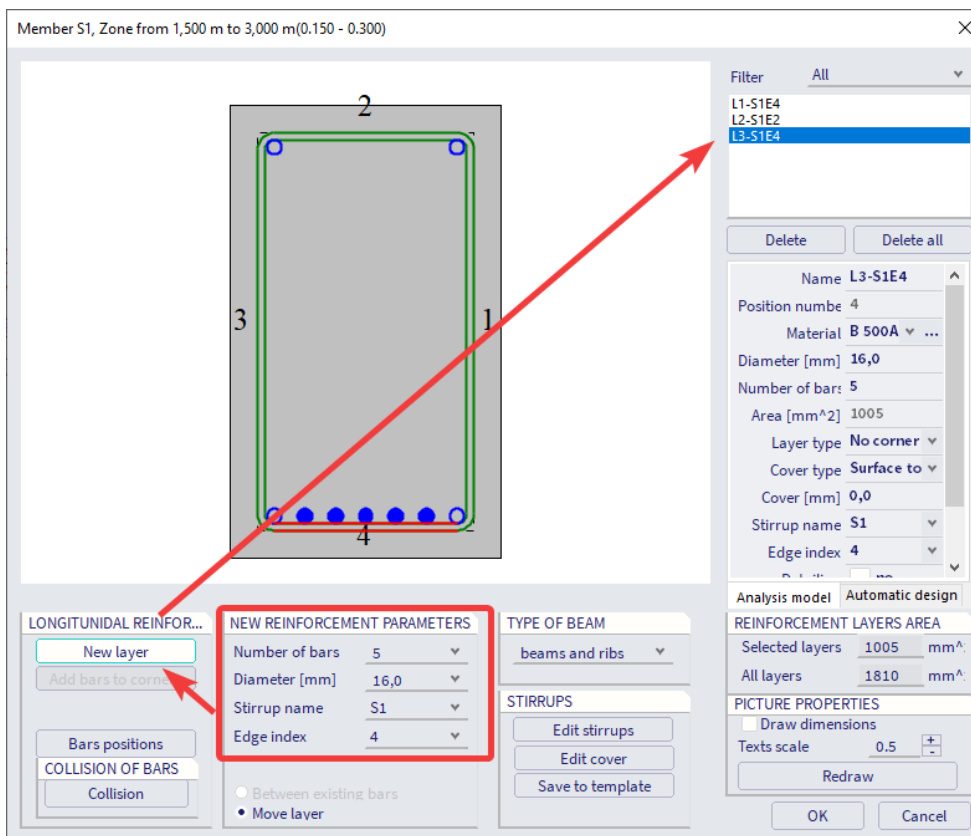 Member S1, Zone from 1,500 m to 3,000 m(0.150 - 0.300)
2
3
1
4
Filter All
L1-S1E4
L2-S1E2
L3-S1E4
Delete Delete all
Name L3-S1E4
Position numbe 4
Material B 500A ...
Diameter [mm] 16,0
Number of bars 5
Area [mm^2] 1005
Layer type No corner
Cover type Surface to
Cover [mm] 0,0
Stirrup name S1
Edge index 4
Analysis model Automatic design
LONGITUNIDAL REINFOR...
New layer
Add bars to corne
Bars positions
COLLISION OF BARS
Collision
NEW REINFORCEMENT PARAMETERS
Number of bars 5
Diameter [mm] 16,0
Stirrup name S1
Edge index 4
Between existing bars
Move layer
TYPE OF BEAM
beams and ribs
STIRRUPS
Edit stirrups
Edit cover
Save to template
REINFORCEMENT LAYERS AREA
Selected layers 1005 mm^
All layers 1810 mm^
PICTURE PROPERTIES
Draw dimensions
Texts scale 0.5 + -
Redraw
OK Cancel